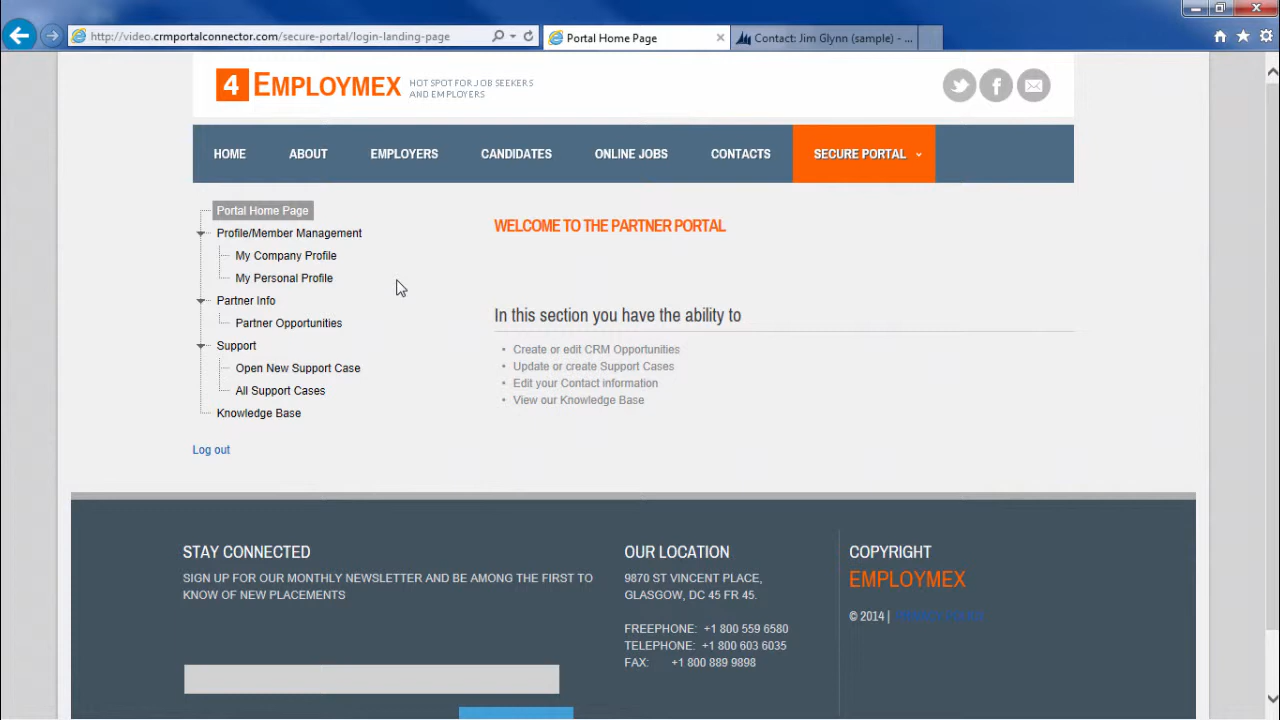 http://video.crmportalconnector.com/secure-portal/login-landing-page
Portal Home Page
Contact: Jim Glynn (sample) - ...
4 EMPLOYMEX
HOT SPOT FOR JOB SEEKERS
AND EMPLOYERS
HOME ABOUT EMPLOYERS CANDIDATES ONLINE JOBS CONTACTS SECURE PORTAL
Portal Home Page
Profile/Member Management
My Company Profile
My Personal Profile
Partner Info
Partner Opportunities
Support
Open New Support Case
All Support Cases
Knowledge Base
Log out
WELCOME TO THE PARTNER PORTAL
In this section you have the ability to
• Create or edit CRM Opportunities
• Update or create Support Cases
• Edit your Contact information
• View our Knowledge Base
STAY CONNECTED
SIGN UP FOR OUR MONTHLY NEWSLETTER AND BE AMONG THE FIRST TO
KNOW OF NEW PLACEMENTS
OUR LOCATION
9870 ST VINCENT PLACE,
GLASGOW, DC 45 FR 45.
FREEPHONE: +1 800 559 6580
TELEPHONE: +1 800 603 6035
FAX: +1 800 889 9898
COPYRIGHT
EMPLOYMEX
© 2014 |